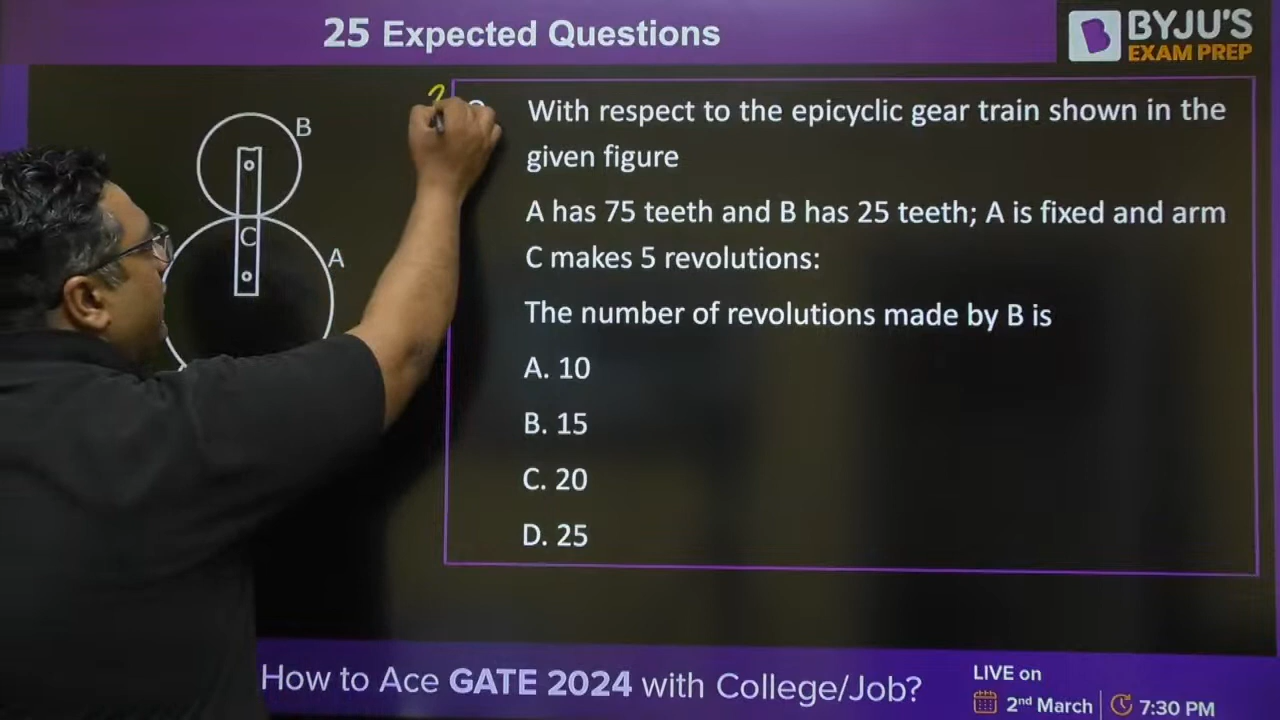 25 Expected Questions
BYJU'S
EXAM PREP
B
C
A
With respect to the epicyclic gear train shown in the
given figure
A has 75 teeth and B has 25 teeth; A is fixed and arm
C makes 5 revolutions:
The number of revolutions made by B is
A. 10
B. 15
C. 20
D. 25
How to Ace GATE 2024 with College/Job?
LIVE on
2nd March
7:30 PM